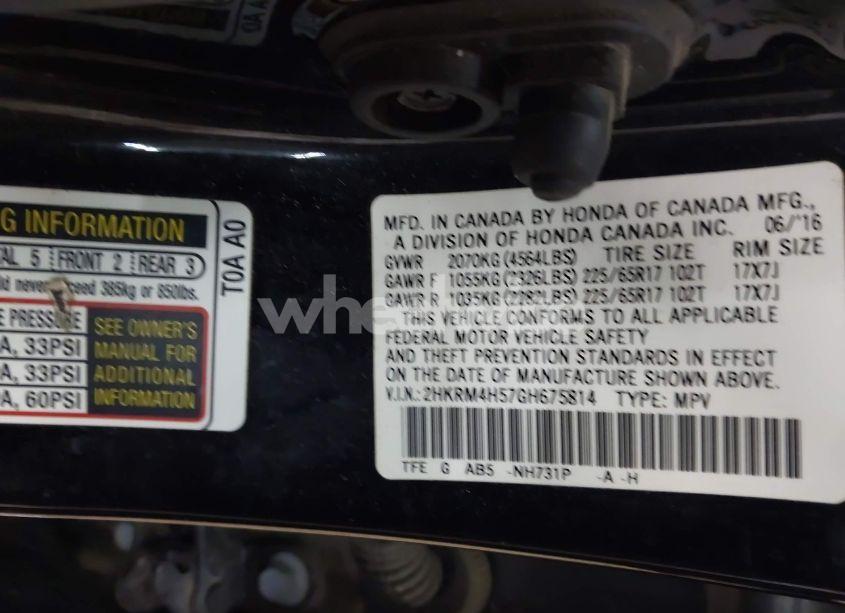 G INFORMATION
TAL 5 FRONT 2 REAR 3
ld never exceed 385kg or 850lbs.
E PRESSURE
A, 33PSI
A, 33PSI
A, 60PSI
SEE OWNER'S
MANUAL FOR
ADDITIONAL
INFORMATION
T0A A0
MFD. IN CANADA BY HONDA OF CANADA MFG.,
A DIVISION OF HONDA CANADA INC. 06/'16
GVWR 2070KG (4564LBS) TIRE SIZE RIM SIZE
GAWR F 1055KG (2326LBS) 225/65R17 102T 17X7J
GAWR R 1035KG (2282LBS) 225/65R17 102T 17X7J
THIS VEHICLE CONFORMS TO ALL APPLICABLE
FEDERAL MOTOR VEHICLE SAFETY
AND THEFT PREVENTION STANDARDS IN EFFECT
ON THE DATE OF MANUFACTURE SHOWN ABOVE.
V.I.N.: 2HKRM4H57GH675814 TYPE: MPV
TFE G AB5 -NH731P -A -H